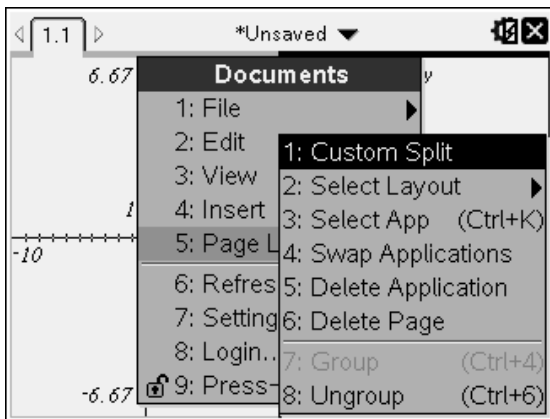 1.1 *Unsaved
6.67 Documents y
1: File
2: Edit
1: Custom Split
3: View
2: Select Layout
1 4: Insert
3: Select App (Ctrl+K)
-10 5: Page L
4: Swap Applications
6: Refres
5: Delete Application
7: Setting
6: Delete Page
8: Login..
7: Group (Ctrl+4)
-6.67 9: Press-
8: Ungroup (Ctrl+6)